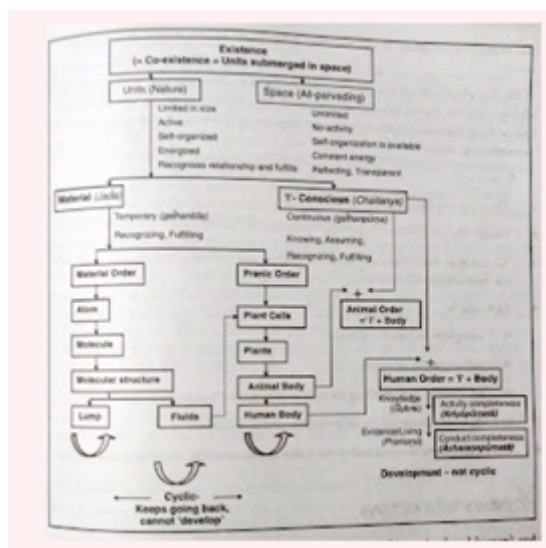 Existence
(= Co-existence = Units submerged in space)
Units (Nature)
Space (All-pervading)
Limited in size
Active
Self-organized
Energized
Recognises relationship and fulfils
Unlimited
No-activity
Self-organization is available
Constant energy
Reflecting, Transparent
Material (Jada)
'I'- Conscious (Chaitanya)
Temporary
Recognizing, Fulfilling
Continuous
Knowing, Assuming,
Recognizing, Fulfilling
Material Order
Pranic Order
Atom
Plant Cells
+
Animal Order
='I' + Body
Molecule
Plants
Molecular structure
Animal Body
+
Human Order = 'I' + Body
Lump
Fluids
Human Body
Knowledge
Activity completeness
Evidence/Living
Conduct completeness
Development – not cyclic
Cyclic-
Keeps going back,
cannot 'develop'